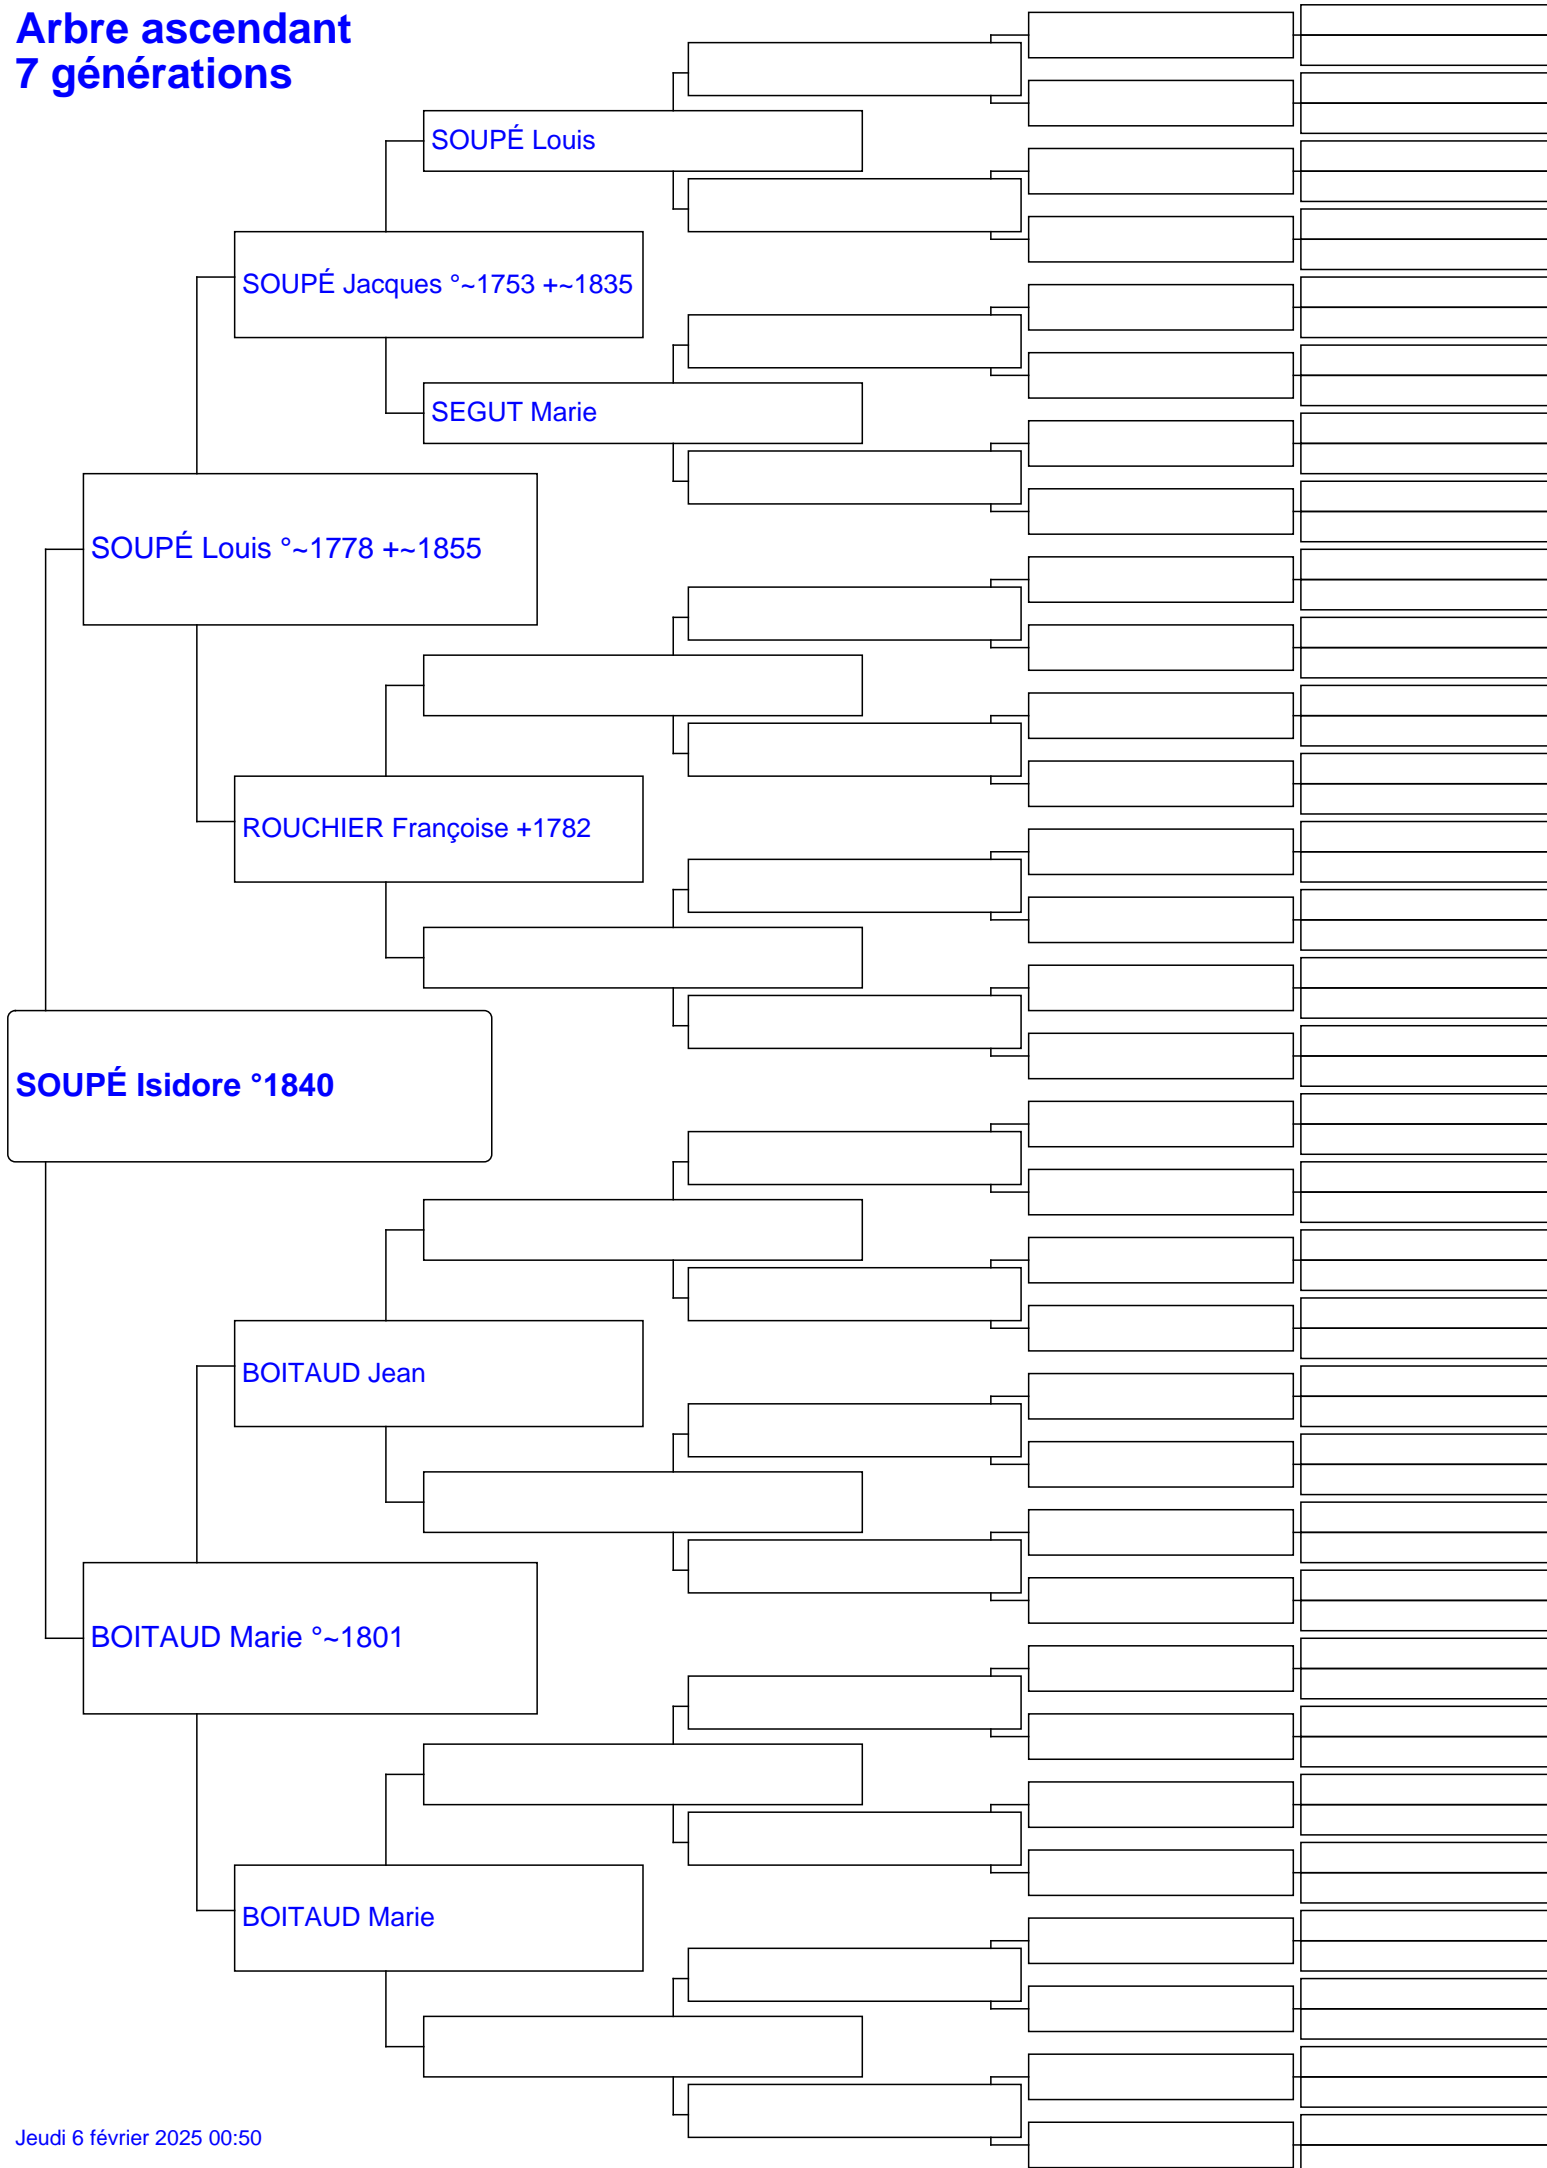 Arbre ascendant
7 générations
SOUPÉ Louis
SOUPÉ Jacques °~1753 +~1835
SEGUT Marie
SOUPÉ Louis °~1778 +~1855
ROUCHIER Françoise +1782
SOUPÉ Isidore °1840
BOITAUD Jean
BOITAUD Marie °~1801
BOITAUD Marie
Jeudi 6 février 2025 00:50